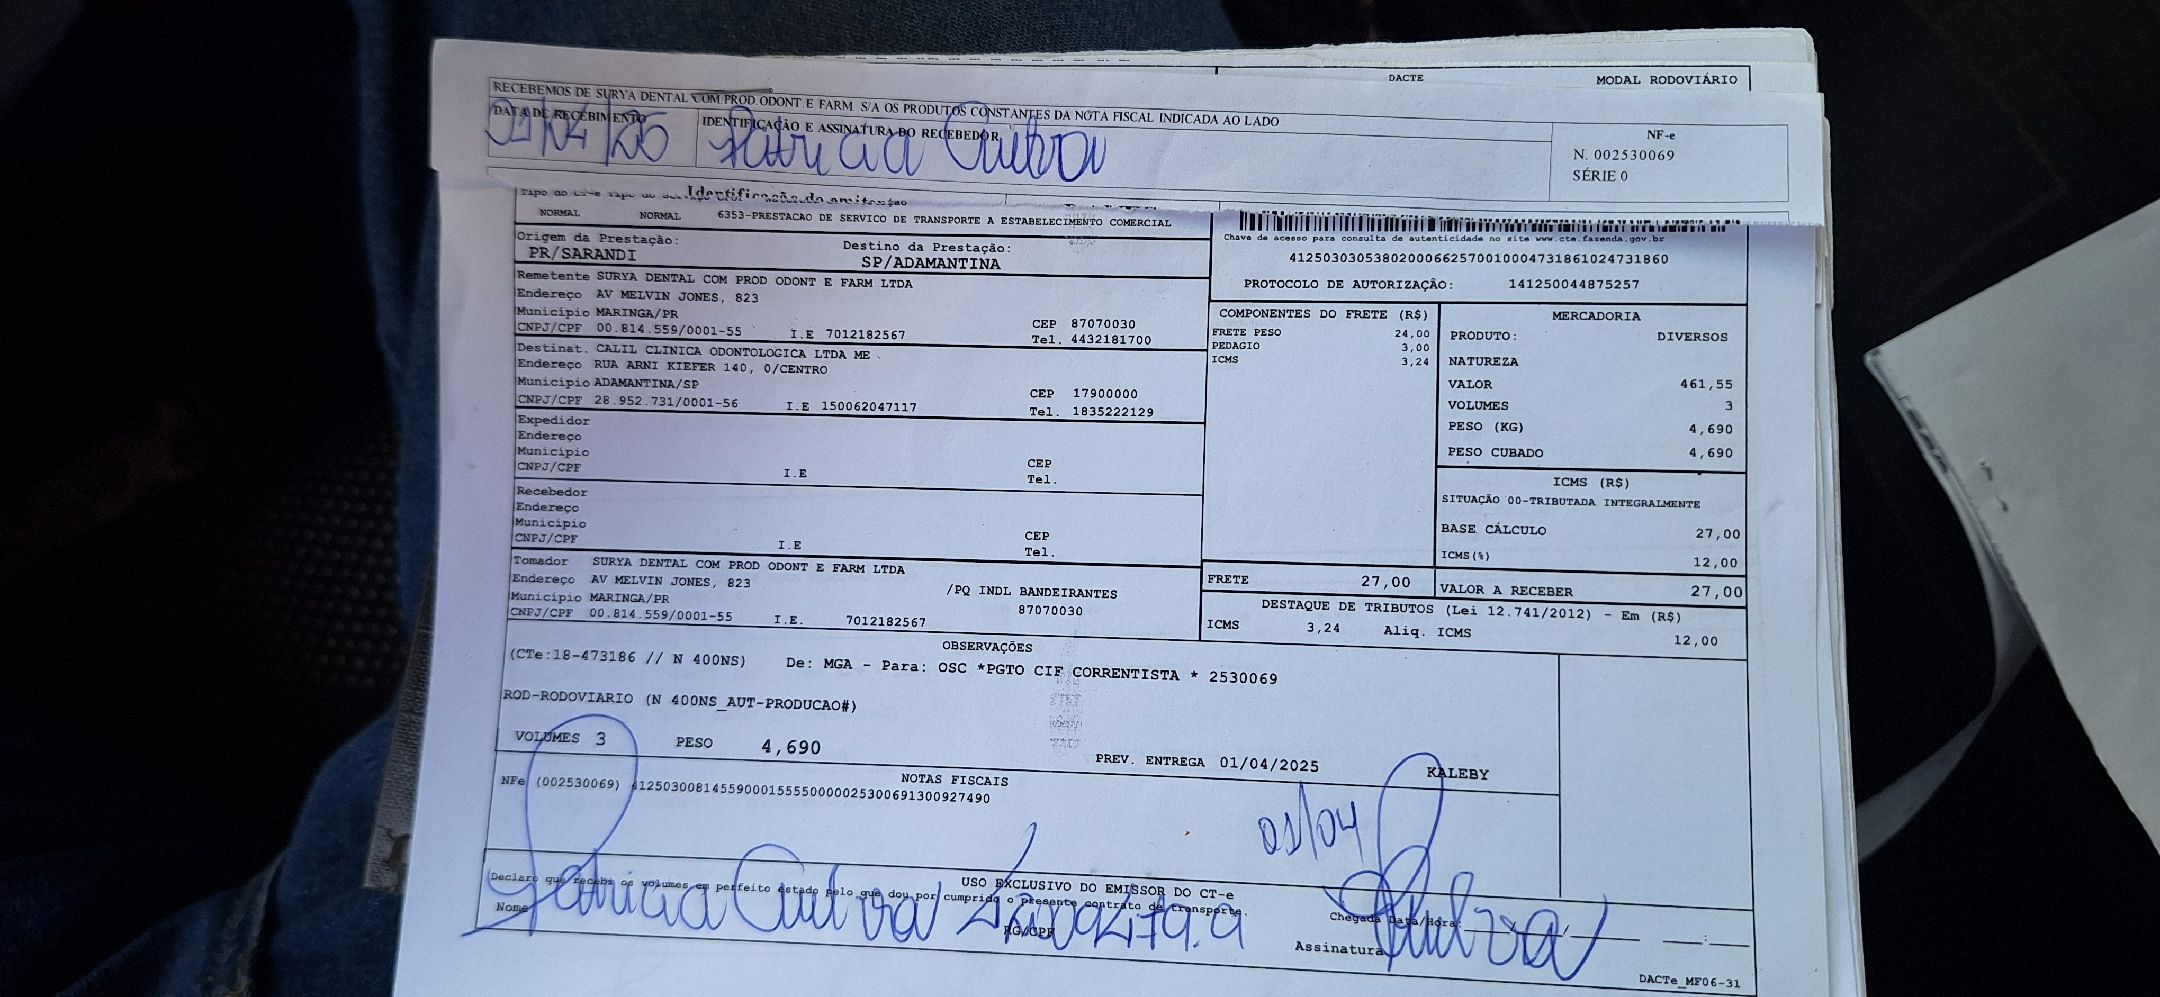 DACTE
MODAL RODOVIÁRIO
RECEBEMOS DE SURYA DENTAL COM.PROD.ODONT.E FARM. S/A OS PRODUTOS CONSTANTES DA NOTA FISCAL INDICADA AO LADO
DATA DE RECEBIMENTO
IDENTIFICAÇÃO E ASSINATURA DO RECEBEDOR
NF-e
N. 002530069
SÉRIE 0
01/04/25 Patricia
Identificação do emitente
NORMAL NORMAL 6353-PRESTACAO DE SERVICO DE TRANSPORTE A ESTABELECIMENTO COMERCIAL
Chave de acesso para consulta de autenticidade no site www.cte.fazenda.gov.br
41250303053802000662570010004731861024731860
PROTOCOLO DE AUTORIZAÇÃO: 141250044875257
Origem da Prestação: Destino da Prestação:
PR/SARANDI SP/ADAMANTINA
Remetente SURYA DENTAL COM PROD ODONT E FARM LTDA
Endereço AV MELVIN JONES, 823
Município MARINGA/PR CEP 87070030
CNPJ/CPF 00.814.559/0001-55 I.E 7012182567 Tel. 4432181700
Destinat. CALIL CLINICA ODONTOLOGICA LTDA ME
Endereço RUA ARNI KIEFER 140, 0/CENTRO
Município ADAMANTINA/SP CEP 17900000
CNPJ/CPF 28.952.731/0001-56 I.E 150062047117 Tel. 1835222129
Expedidor
Endereço
Município CEP
CNPJ/CPF I.E Tel.
Recebedor
Endereço
Município CEP
CNPJ/CPF I.E Tel.
Tomador SURYA DENTAL COM PROD ODONT E FARM LTDA
Endereço AV MELVIN JONES, 823 /PQ INDL BANDEIRANTES
Município MARINGA/PR 87070030
CNPJ/CPF 00.814.559/0001-55 I.E. 7012182567
COMPONENTES DO FRETE (R$)
FRETE PESO 24,00
PEDAGIO 3,00
ICMS 3,24
MERCADORIA
PRODUTO: DIVERSOS
NATUREZA
VALOR 461,55
VOLUMES 3
PESO (KG) 4,690
PESO CUBADO 4,690
ICMS (R$)
SITUAÇÃO 00-TRIBUTADA INTEGRALMENTE
BASE CÁLCULO 27,00
ICMS(%) 12,00
FRETE 27,00 VALOR A RECEBER 27,00
DESTAQUE DE TRIBUTOS (Lei 12.741/2012) - Em (R$)
ICMS 3,24 Aliq. ICMS 12,00
OBSERVAÇÕES
(CTe:18-473186 // N 400NS) De: MGA - Para: OSC *PGTO CIF CORRENTISTA * 2530069
ROD-RODOVIARIO (N 400NS_AUT-PRODUCAO#)
VOLUMES 3 PESO 4,690 PREV. ENTREGA 01/04/2025 KALEBY
NOTAS FISCAIS
NFe (002530069) 41250300814559000155550000025300691300927490
01/04
USO EXCLUSIVO DO EMISSOR DO CT-e
Declaro que recebi os volumes em perfeito estado pelo que dou por cumprido o presente contrato de transporte.
Nome Patricia RG/CPF
Chegada Data/Hora:
Assinatura
DACTe_MF06-31